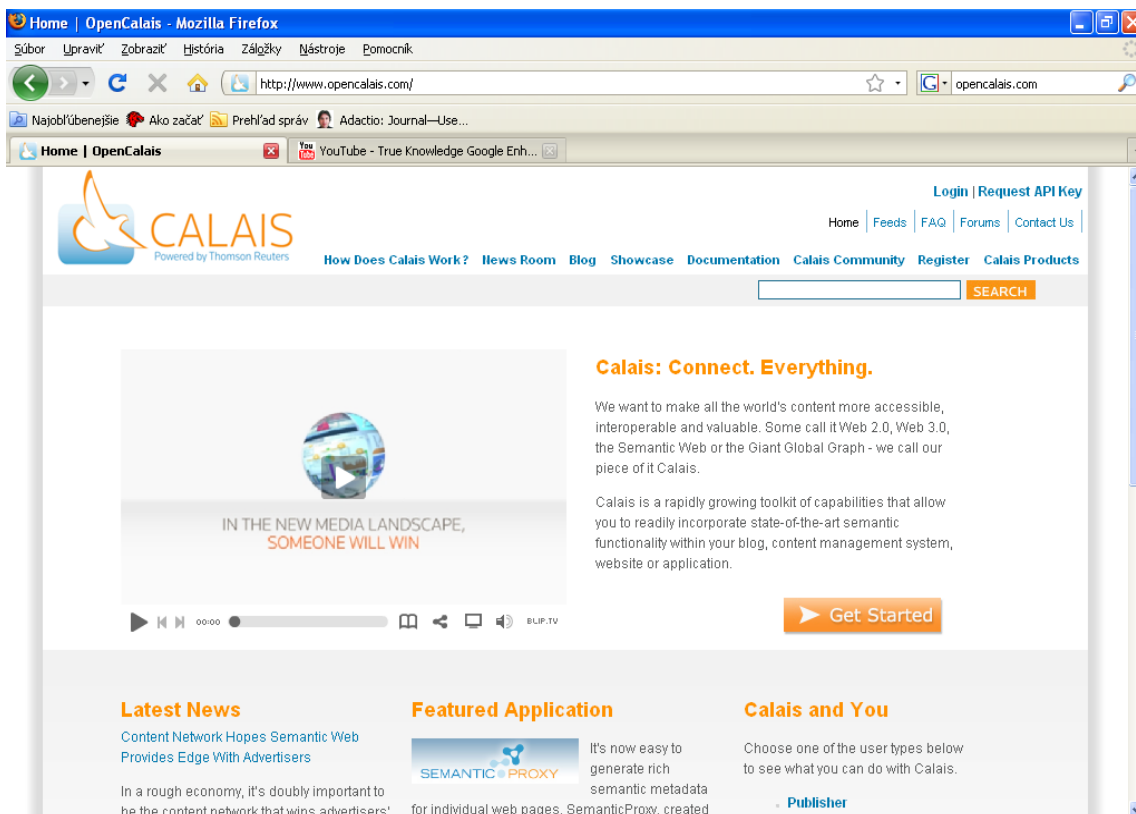 Home | OpenCalais - Mozilla Firefox
Súbor Upraviť Zobraziť História Záložky Nástroje Pomocník
http://www.opencalais.com/
G opencalais.com
Najobľúbenejšie Ako začať Prehľad správ Adactio: Journal—Use...
Home | OpenCalais
You Tube YouTube - True Knowledge Google Enh...
Login | Request API Key
CALAIS
Powered by Thomson Reuters
Home Feeds FAQ Forums Contact Us
How Does Calais Work? News Room Blog Showcase Documentation Calais Community Register Calais Products
SEARCH
IN THE NEW MEDIA LANDSCAPE,
SOMEONE WILL WIN
00:00 BLIP.TV
Calais: Connect. Everything.
We want to make all the world's content more accessible,
interoperable and valuable. Some call it Web 2.0, Web 3.0,
the Semantic Web or the Giant Global Graph - we call our
piece of it Calais.
Calais is a rapidly growing toolkit of capabilities that allow
you to readily incorporate state-of-the-art semantic
functionality within your blog, content management system,
website or application.
Get Started
Latest News
Content Network Hopes Semantic Web
Provides Edge With Advertisers
In a rough economy, it's doubly important to
be the content network that wins advertisers'
Featured Application
SEMANTIC PROXY
It's now easy to
generate rich
semantic metadata
for individual web pages. SemanticProxy, created
Calais and You
Choose one of the user types below
to see what you can do with Calais.
Publisher